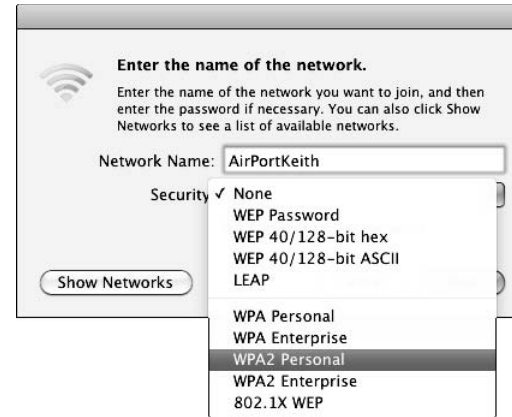 Enter the name of the network.
Enter the name of the network you want to join, and then
enter the password if necessary. You can also click Show
Networks to see a list of available networks.
Network Name: AirPortKeith
Security ✓ None
WEP Password
WEP 40/128-bit hex
WEP 40/128-bit ASCII
LEAP
Show Networks
WPA Personal
WPA Enterprise
WPA2 Personal
WPA2 Enterprise
802.1X WEP